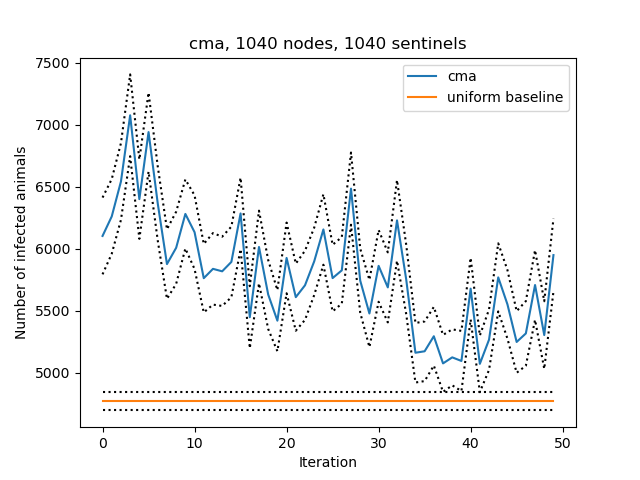 cma, 1040 nodes, 1040 sentinels
7500
7000
6500
6000
5500
5000
Number of infected animals
cma
uniform baseline
0
10
20
30
40
50
Iteration